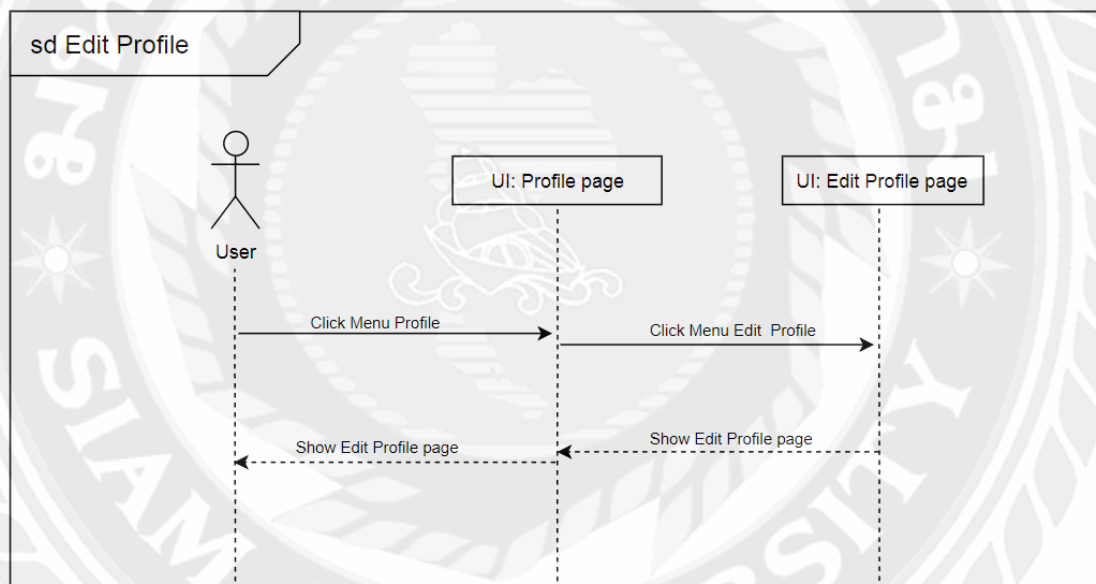 sd Edit Profile
UI: Profile page
UI: Edit Profile page
User
Click Menu Profile
Click Menu Edit Profile
Show Edit Profile page
Show Edit Profile page
SIAM